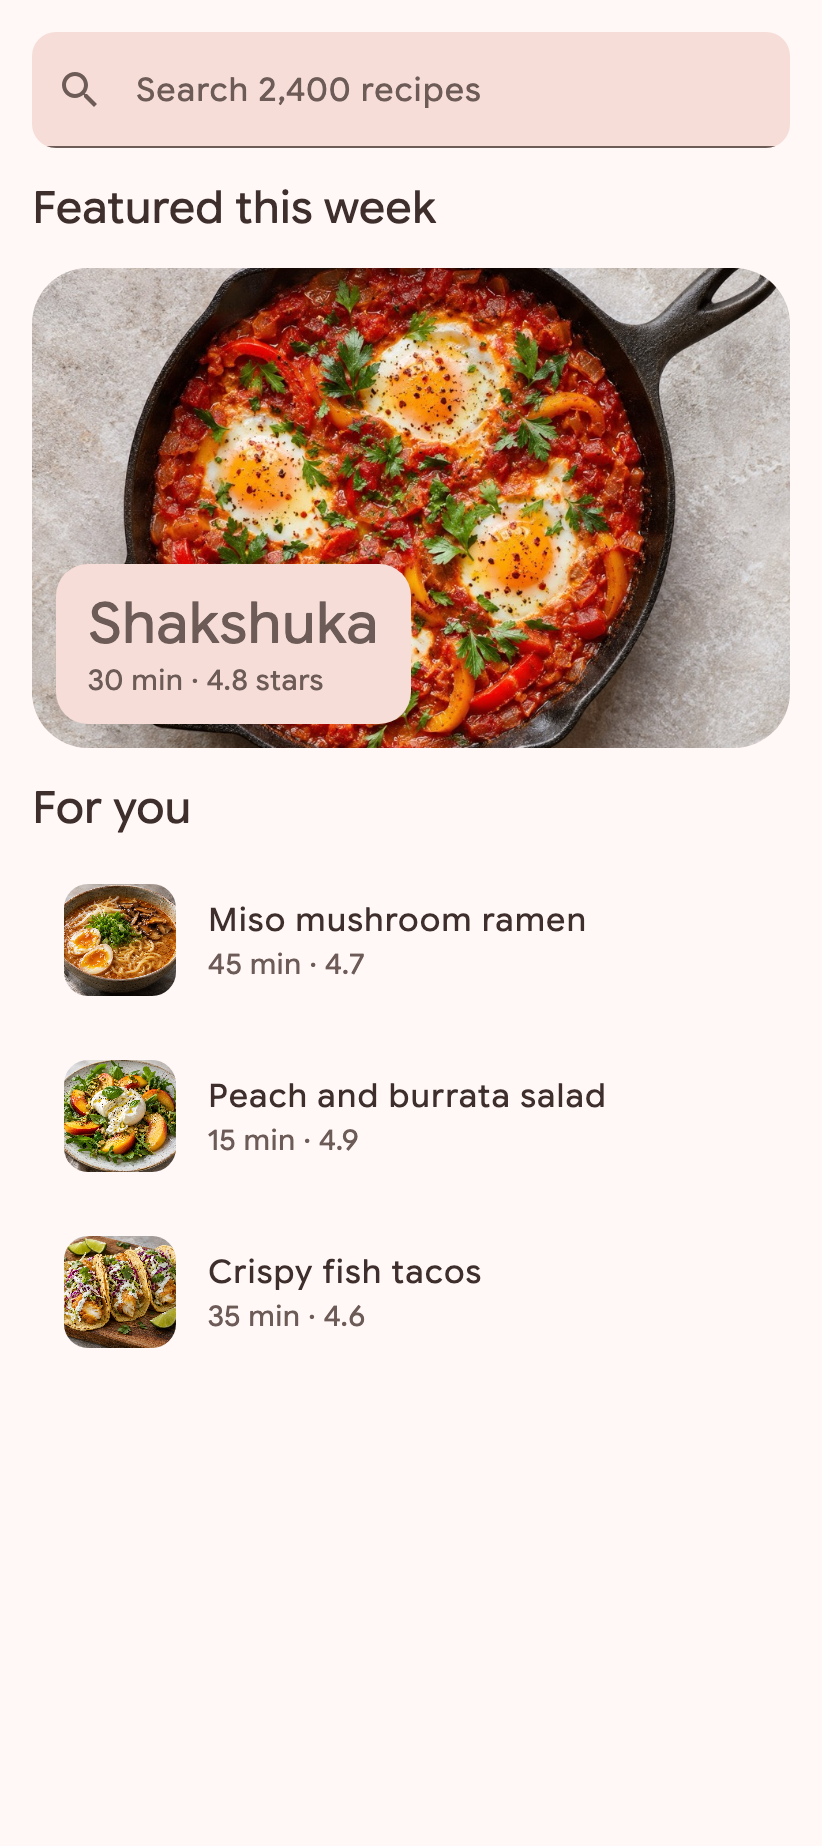 Search 2,400 recipes
Featured this week
Shakshuka
30 min · 4.8 stars
For you
Miso mushroom ramen
45 min · 4.7
Peach and burrata salad
15 min · 4.9
Crispy fish tacos
35 min · 4.6